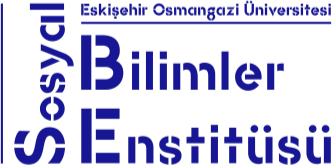 Eskişehir Osmangazi Üniversitesi
Sosyal
Bilimler
Enstitüsü